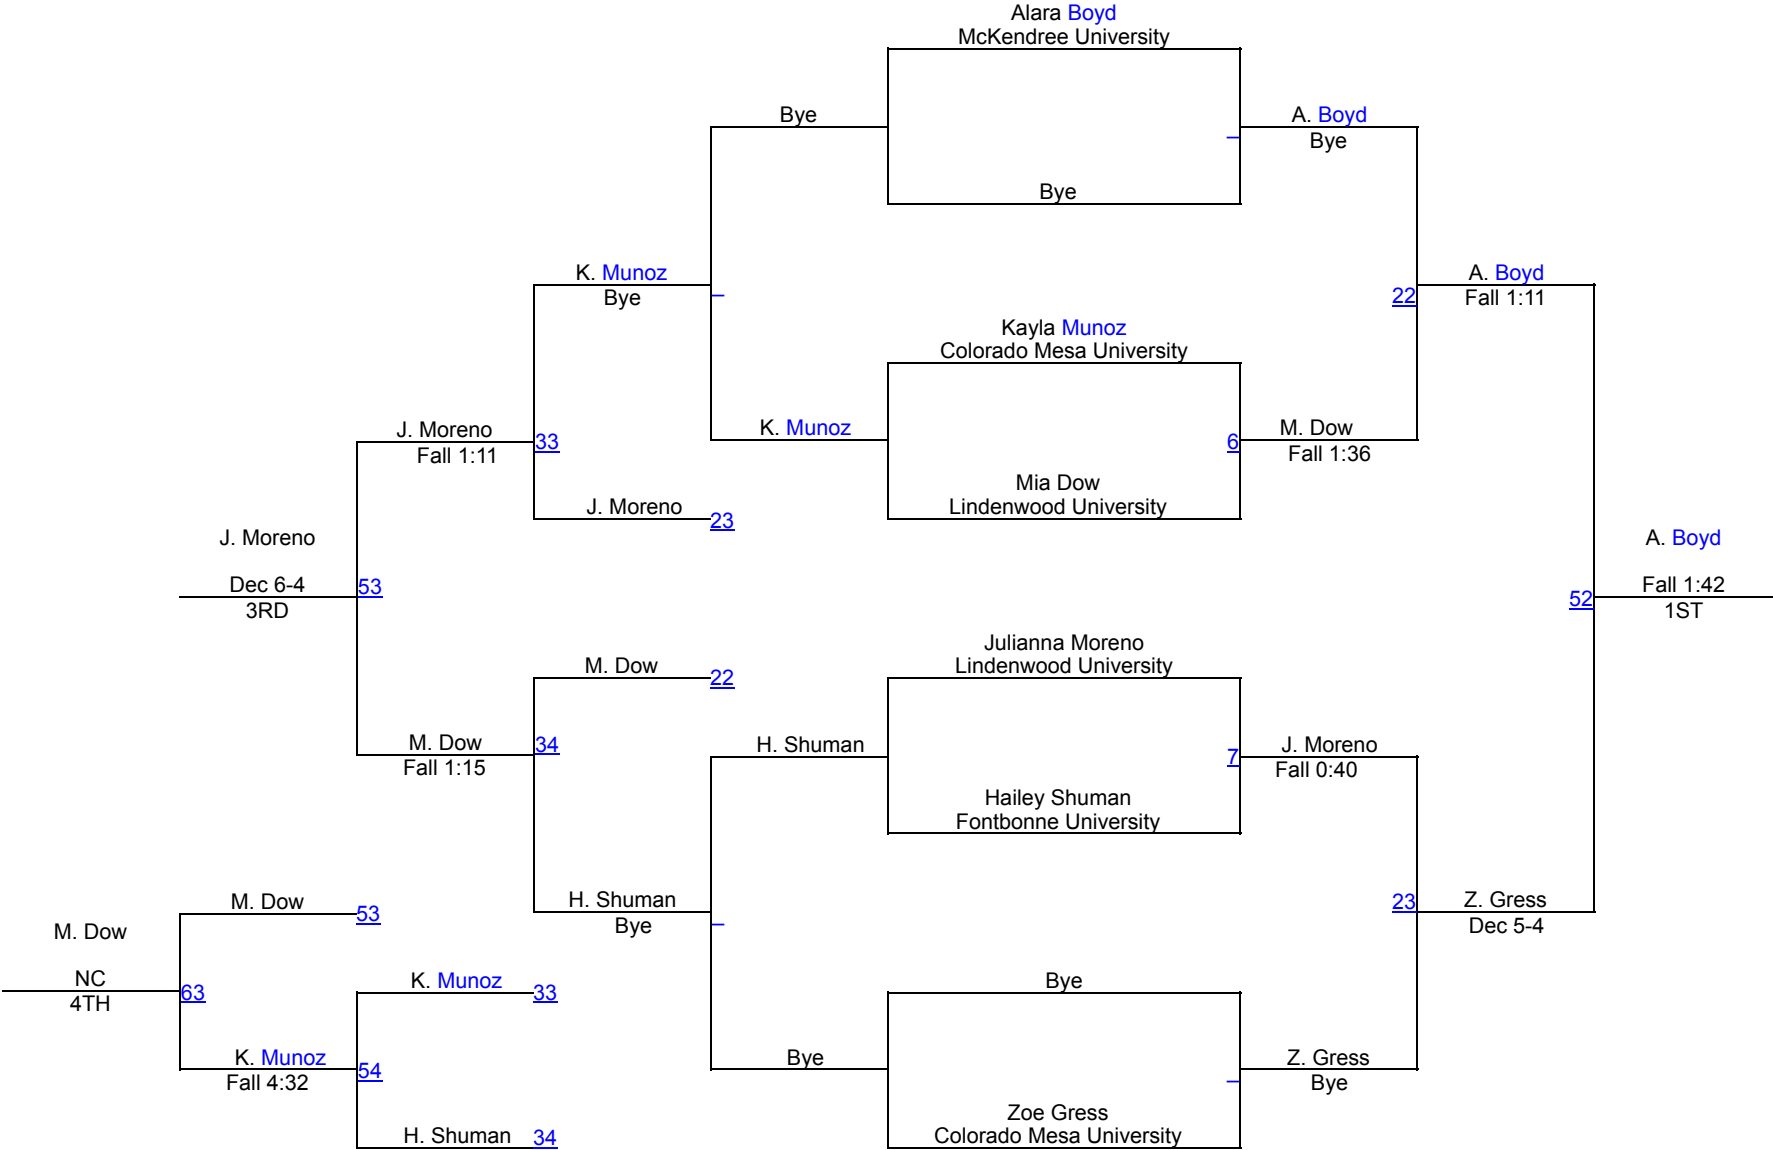 Alara Boyd
McKendree University
Bye
A. Boyd
Bye
Bye
K. Munoz
Bye
A. Boyd
22
Fall 1:11
Kayla Munoz
Colorado Mesa University
J. Moreno
Fall 1:11
33
K. Munoz
6
M. Dow
Fall 1:36
Mia Dow
Lindenwood University
J. Moreno
23
J. Moreno
Dec 6-4
3RD
53
A. Boyd
52
Fall 1:42
1ST
Julianna Moreno
Lindenwood University
M. Dow
22
M. Dow
Fall 1:15
34
H. Shuman
7
J. Moreno
Fall 0:40
Hailey Shuman
Fontbonne University
H. Shuman
Bye
23
Z. Gress
Dec 5-4
M. Dow
53
M. Dow
NC
4TH
63
K. Munoz
33
Bye
K. Munoz
Fall 4:32
54
Bye
Z. Gress
Bye
H. Shuman
34
Zoe Gress
Colorado Mesa University